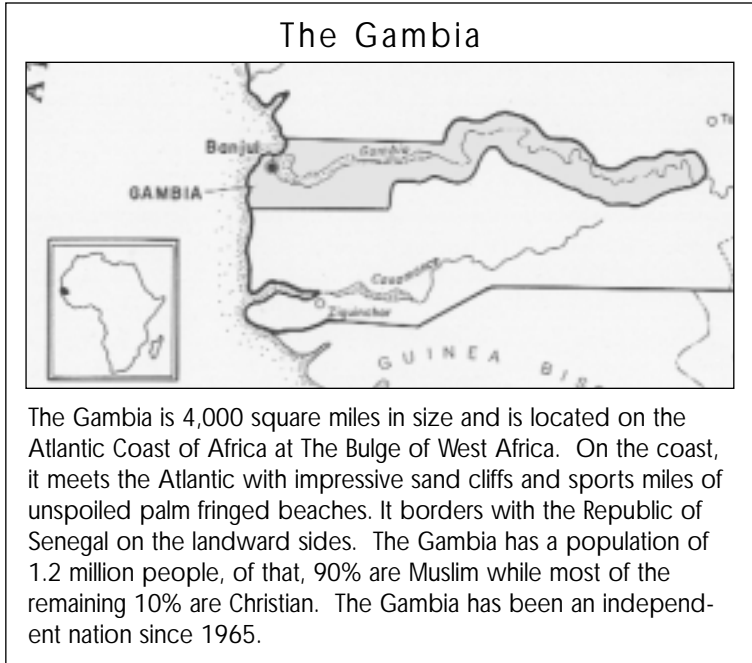 The Gambia
Banjul
Gambia
GAMBIA
Casamance
Ziguinchor
GUINEA BIS
The Gambia is 4,000 square miles in size and is located on the
Atlantic Coast of Africa at The Bulge of West Africa. On the coast,
it meets the Atlantic with impressive sand cliffs and sports miles of
unspoiled palm fringed beaches. It borders with the Republic of
Senegal on the landward sides. The Gambia has a population of
1.2 million people, of that, 90% are Muslim while most of the
remaining 10% are Christian. The Gambia has been an independ-
ent nation since 1965.